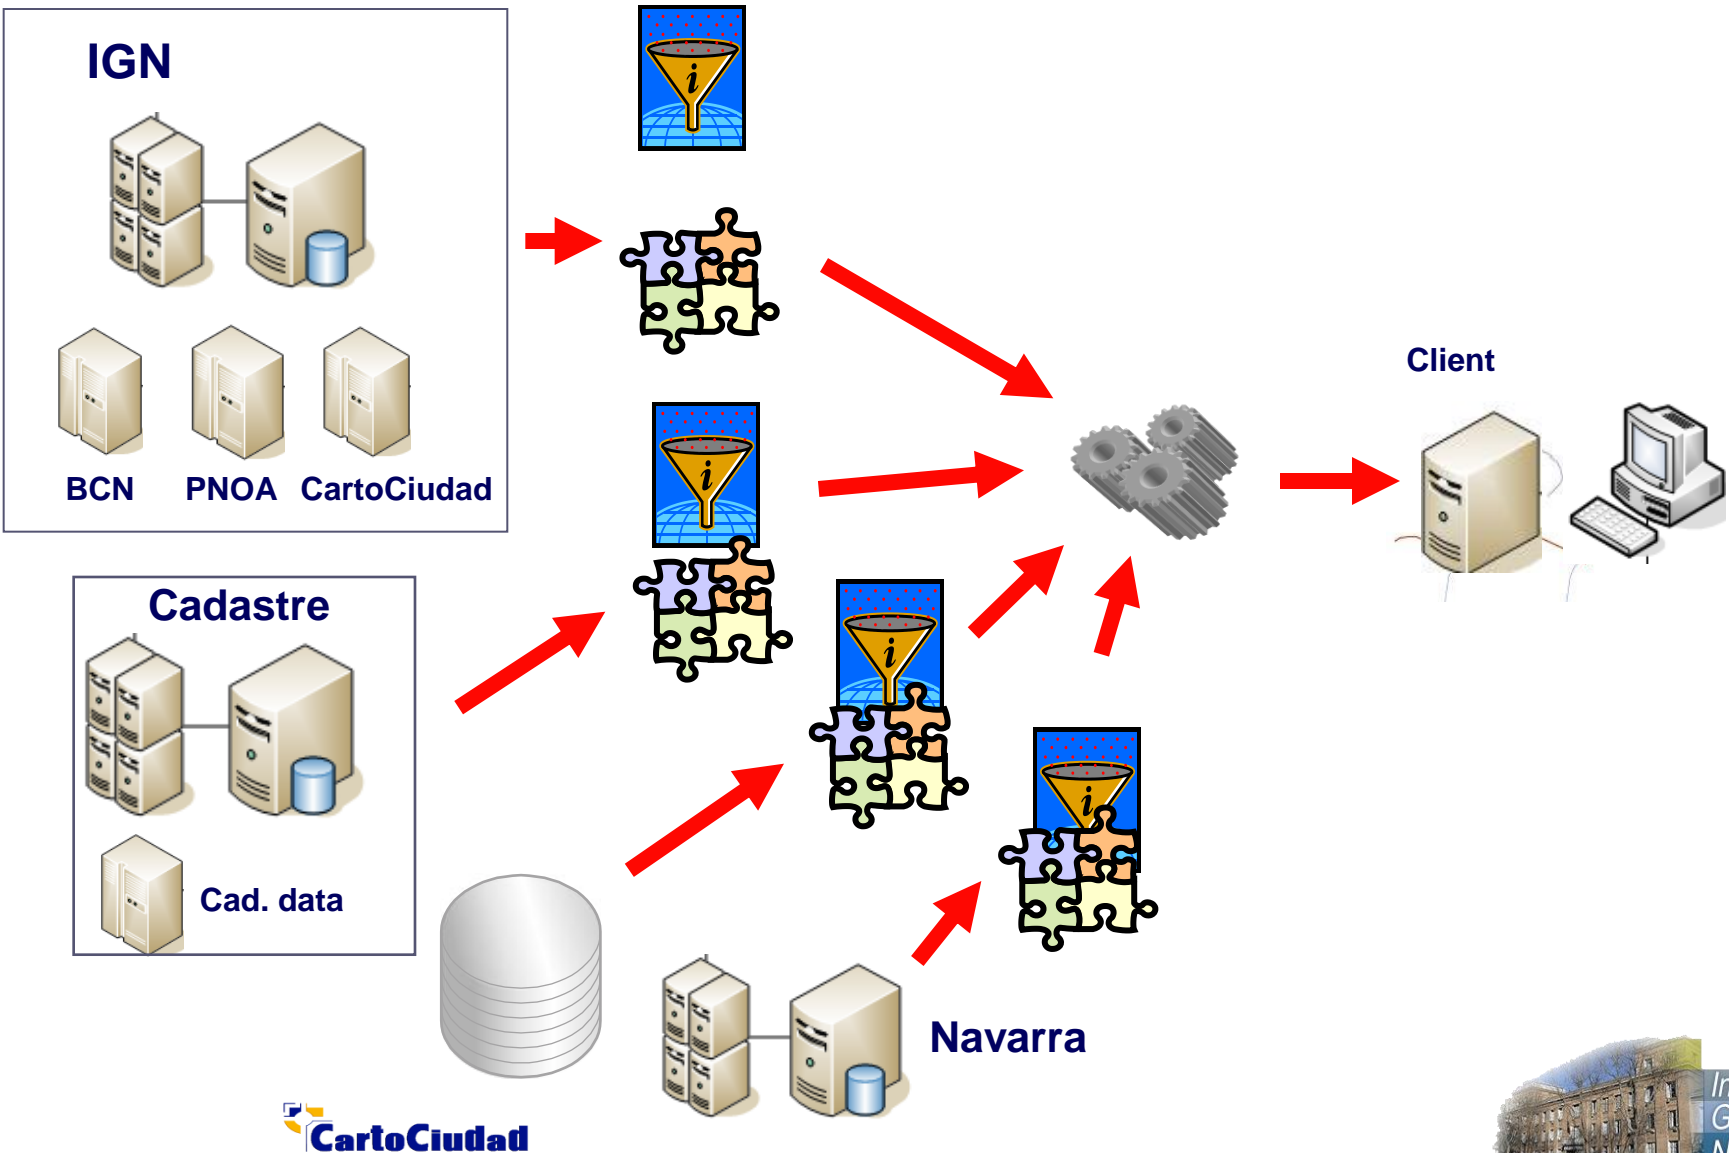 IGN
i
BCN PNOA CartoCiudad
i
Client
Cadastre
i
Cad. data
i
Navarra
CartoCiudad